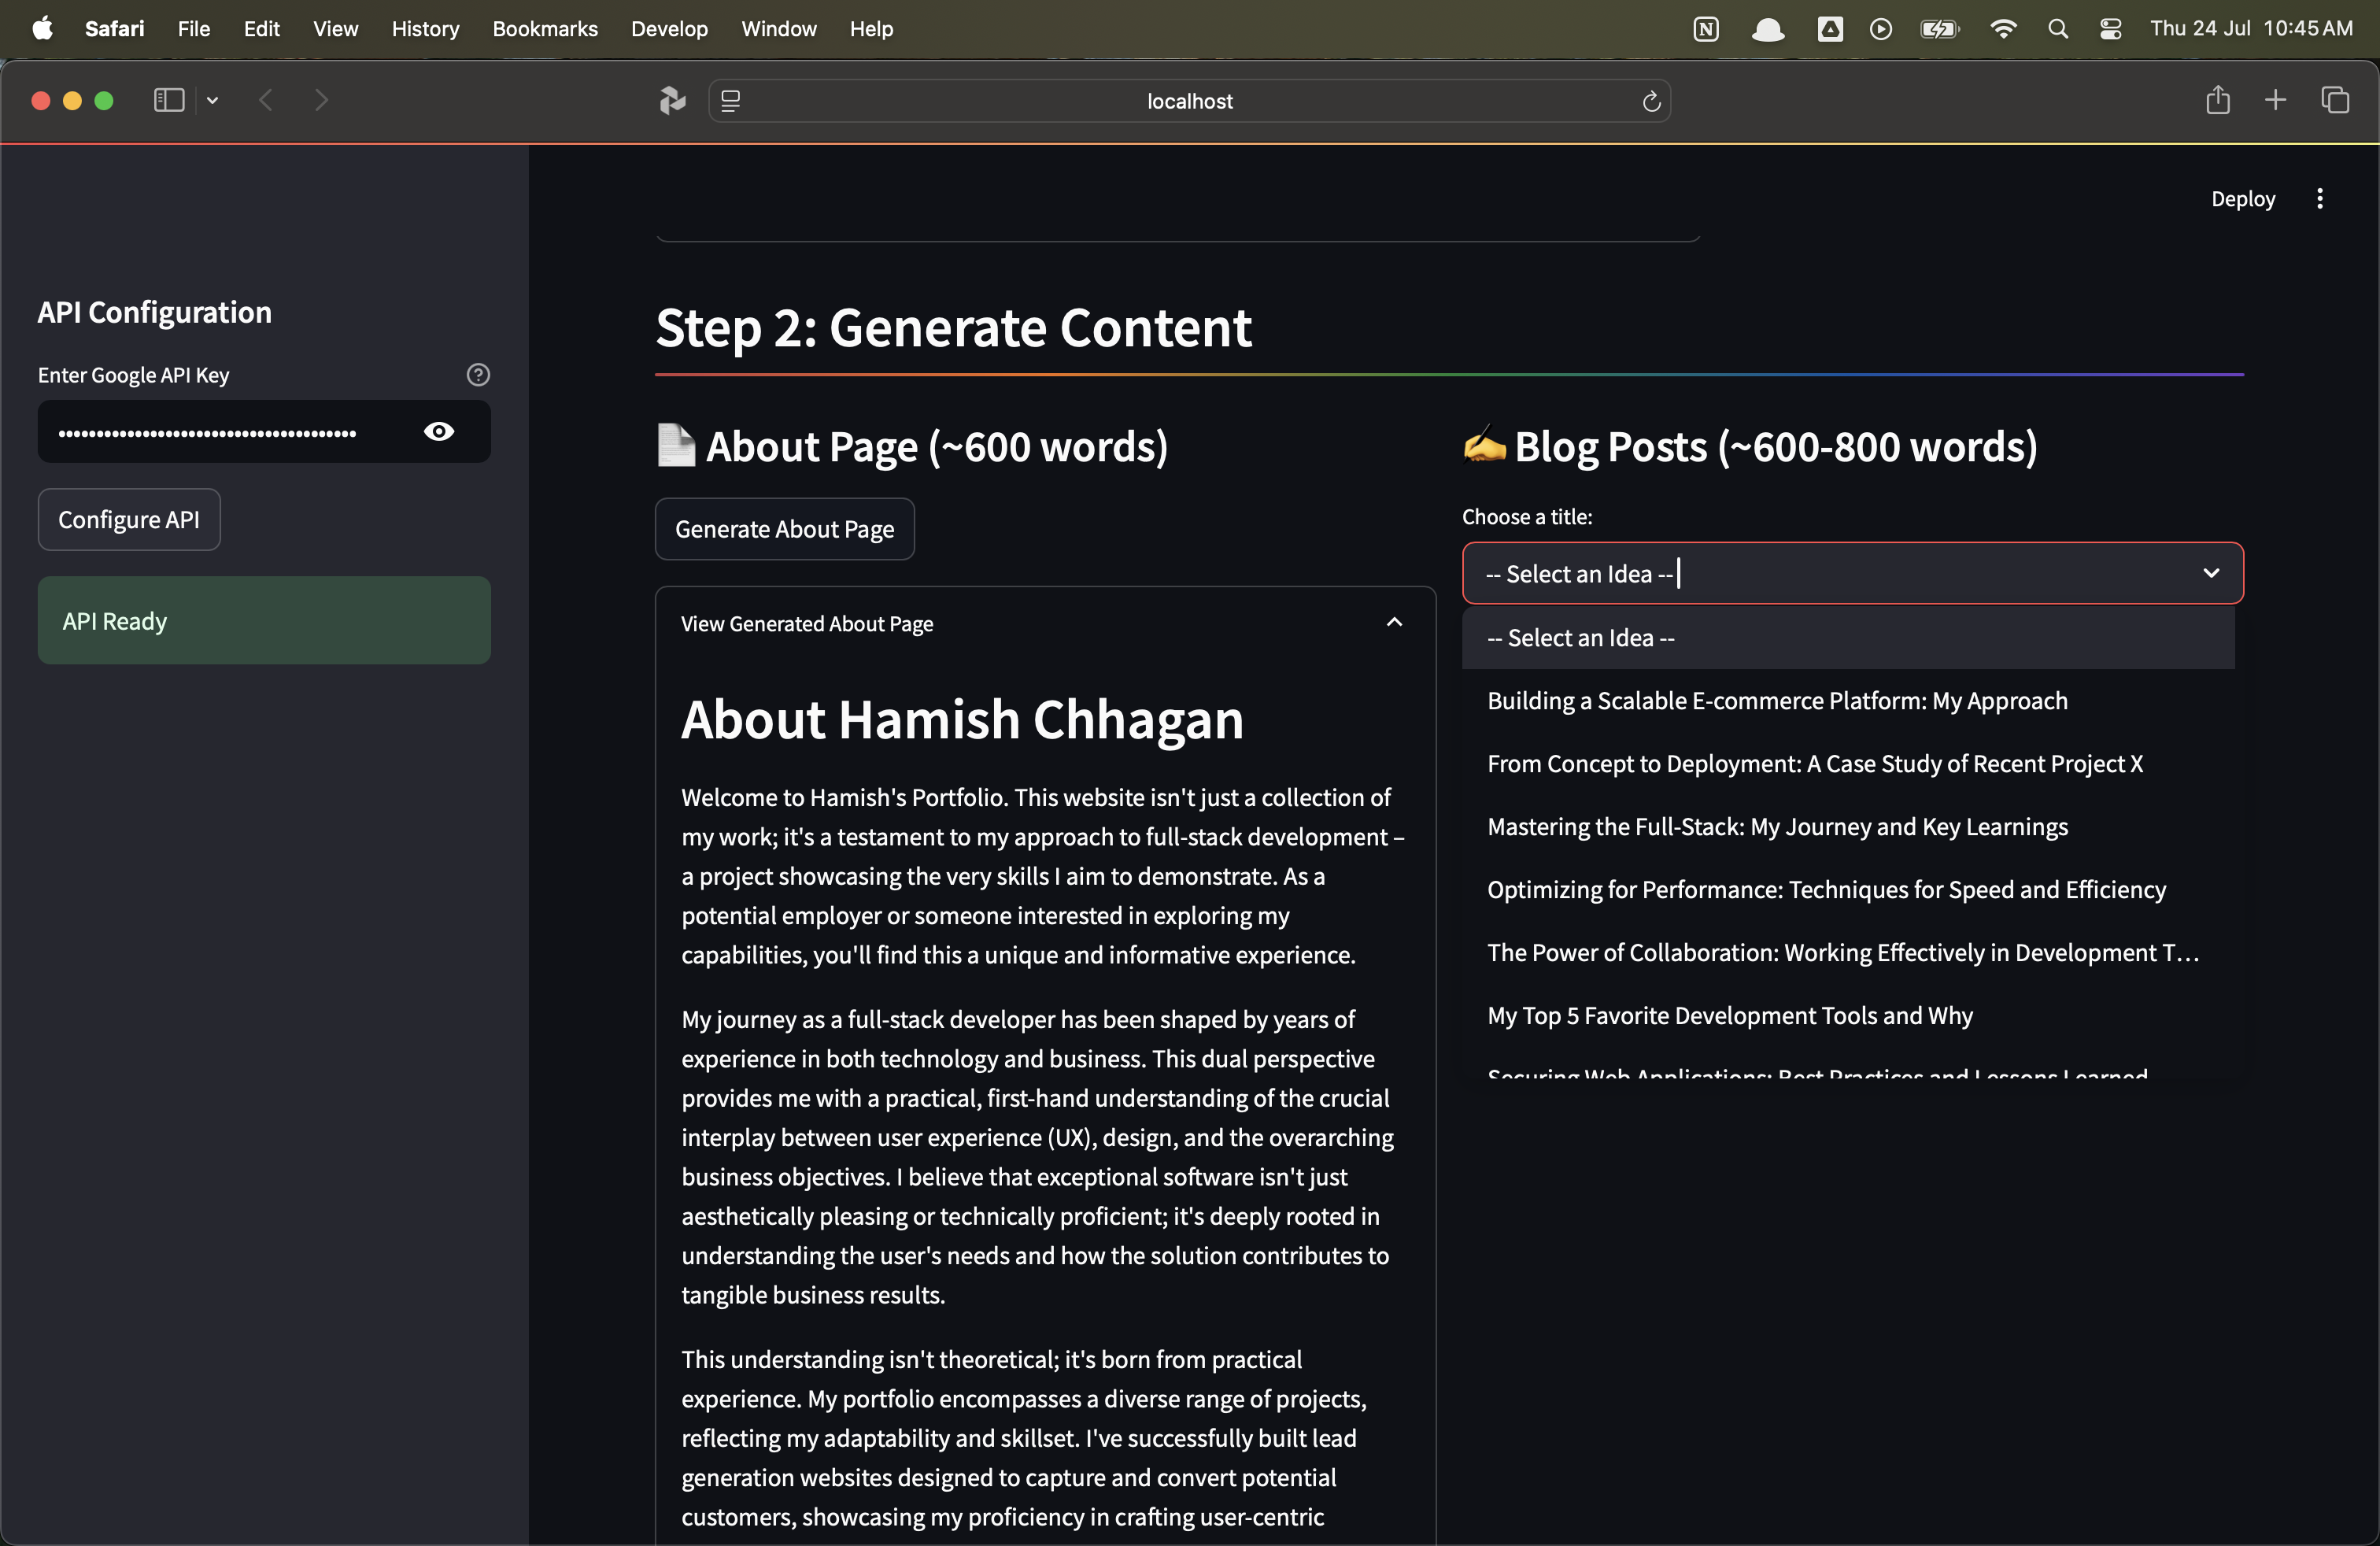 Safari File Edit View History Bookmarks Develop Window Help Thu 24 Jul 10:45 AM
localhost
Deploy
API Configuration
Enter Google API Key
Configure API
API Ready
Step 2: Generate Content
📄 About Page (~600 words)
Generate About Page
View Generated About Page
About Hamish Chhagan
Welcome to Hamish's Portfolio. This website isn't just a collection of
my work; it's a testament to my approach to full-stack development –
a project showcasing the very skills I aim to demonstrate. As a
potential employer or someone interested in exploring my
capabilities, you'll find this a unique and informative experience.
My journey as a full-stack developer has been shaped by years of
experience in both technology and business. This dual perspective
provides me with a practical, first-hand understanding of the crucial
interplay between user experience (UX), design, and the overarching
business objectives. I believe that exceptional software isn't just
aesthetically pleasing or technically proficient; it's deeply rooted in
understanding the user's needs and how the solution contributes to
tangible business results.
This understanding isn't theoretical; it's born from practical
experience. My portfolio encompasses a diverse range of projects,
reflecting my adaptability and skillset. I've successfully built lead
generation websites designed to capture and convert potential
customers, showcasing my proficiency in crafting user-centric
✍️ Blog Posts (~600-800 words)
Choose a title:
-- Select an Idea --
-- Select an Idea --
Building a Scalable E-commerce Platform: My Approach
From Concept to Deployment: A Case Study of Recent Project X
Mastering the Full-Stack: My Journey and Key Learnings
Optimizing for Performance: Techniques for Speed and Efficiency
The Power of Collaboration: Working Effectively in Development T...
My Top 5 Favorite Development Tools and Why
Securing Web Applications: Best Practices and Lessons Learned